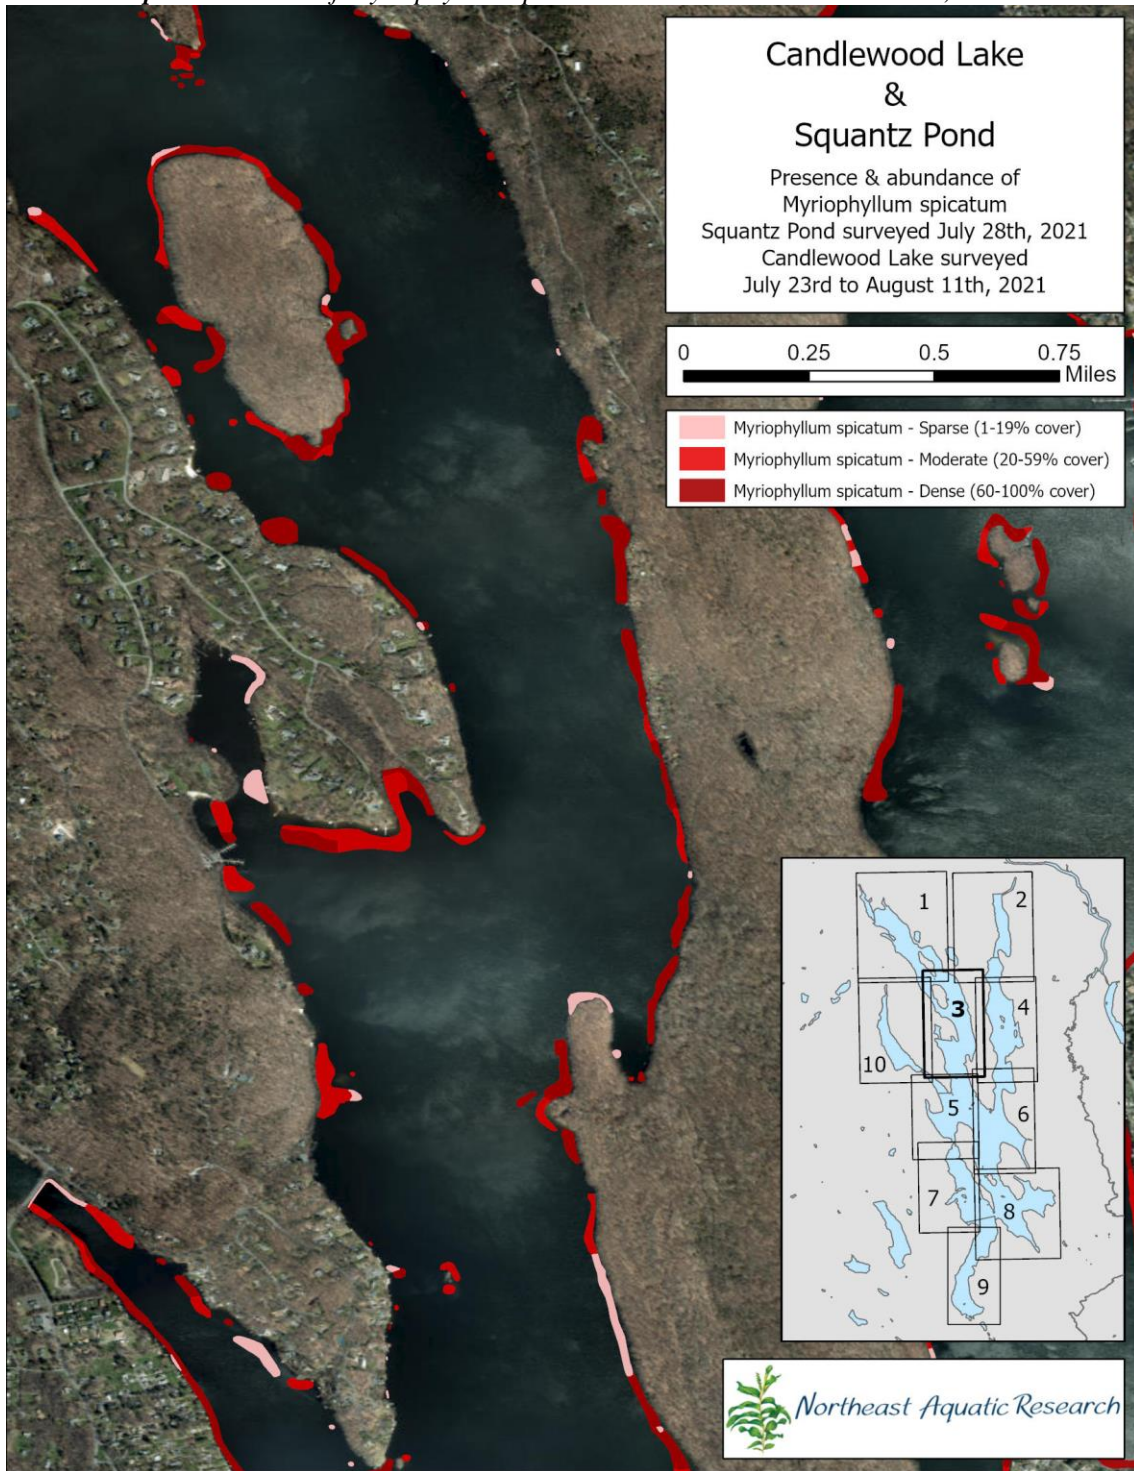 Candlewood Lake
&
Squantz Pond
Presence & abundance of
Myriophyllum spicatum
Squantz Pond surveyed July 28th, 2021
Candlewood Lake surveyed
July 23rd to August 11th, 2021
0 0.25 0.5 0.75
Miles
Myriophyllum spicatum - Sparse (1-19% cover)
Myriophyllum spicatum - Moderate (20-59% cover)
Myriophyllum spicatum - Dense (60-100% cover)
1 2
3 4
10
5 6
7 8
9
Northeast Aquatic Research